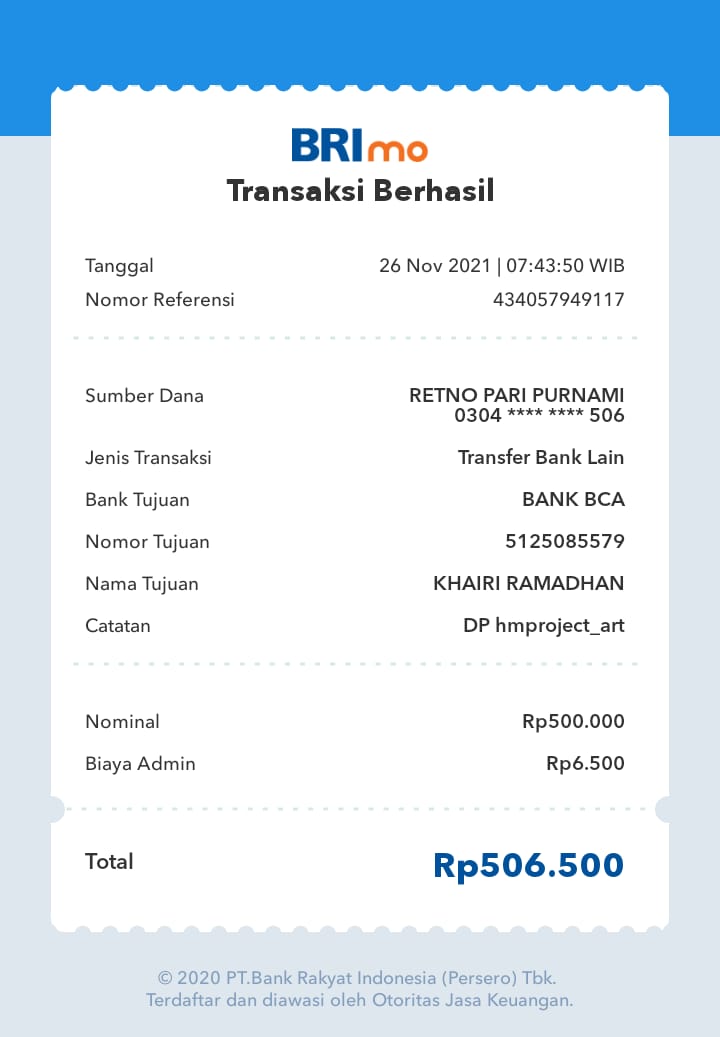 BRImo
Transaksi Berhasil
Tanggal 26 Nov 2021 | 07:43:50 WIB
Nomor Referensi 434057949117
Sumber Dana RETNO PARI PURNAMI
0304 **** **** 506
Jenis Transaksi Transfer Bank Lain
Bank Tujuan BANK BCA
Nomor Tujuan 5125085579
Nama Tujuan KHAIRI RAMADHAN
Catatan DP hmproject_art
Nominal Rp500.000
Biaya Admin Rp6.500
Total Rp506.500
© 2020 PT.Bank Rakyat Indonesia (Persero) Tbk.
Terdaftar dan diawasi oleh Otoritas Jasa Keuangan.